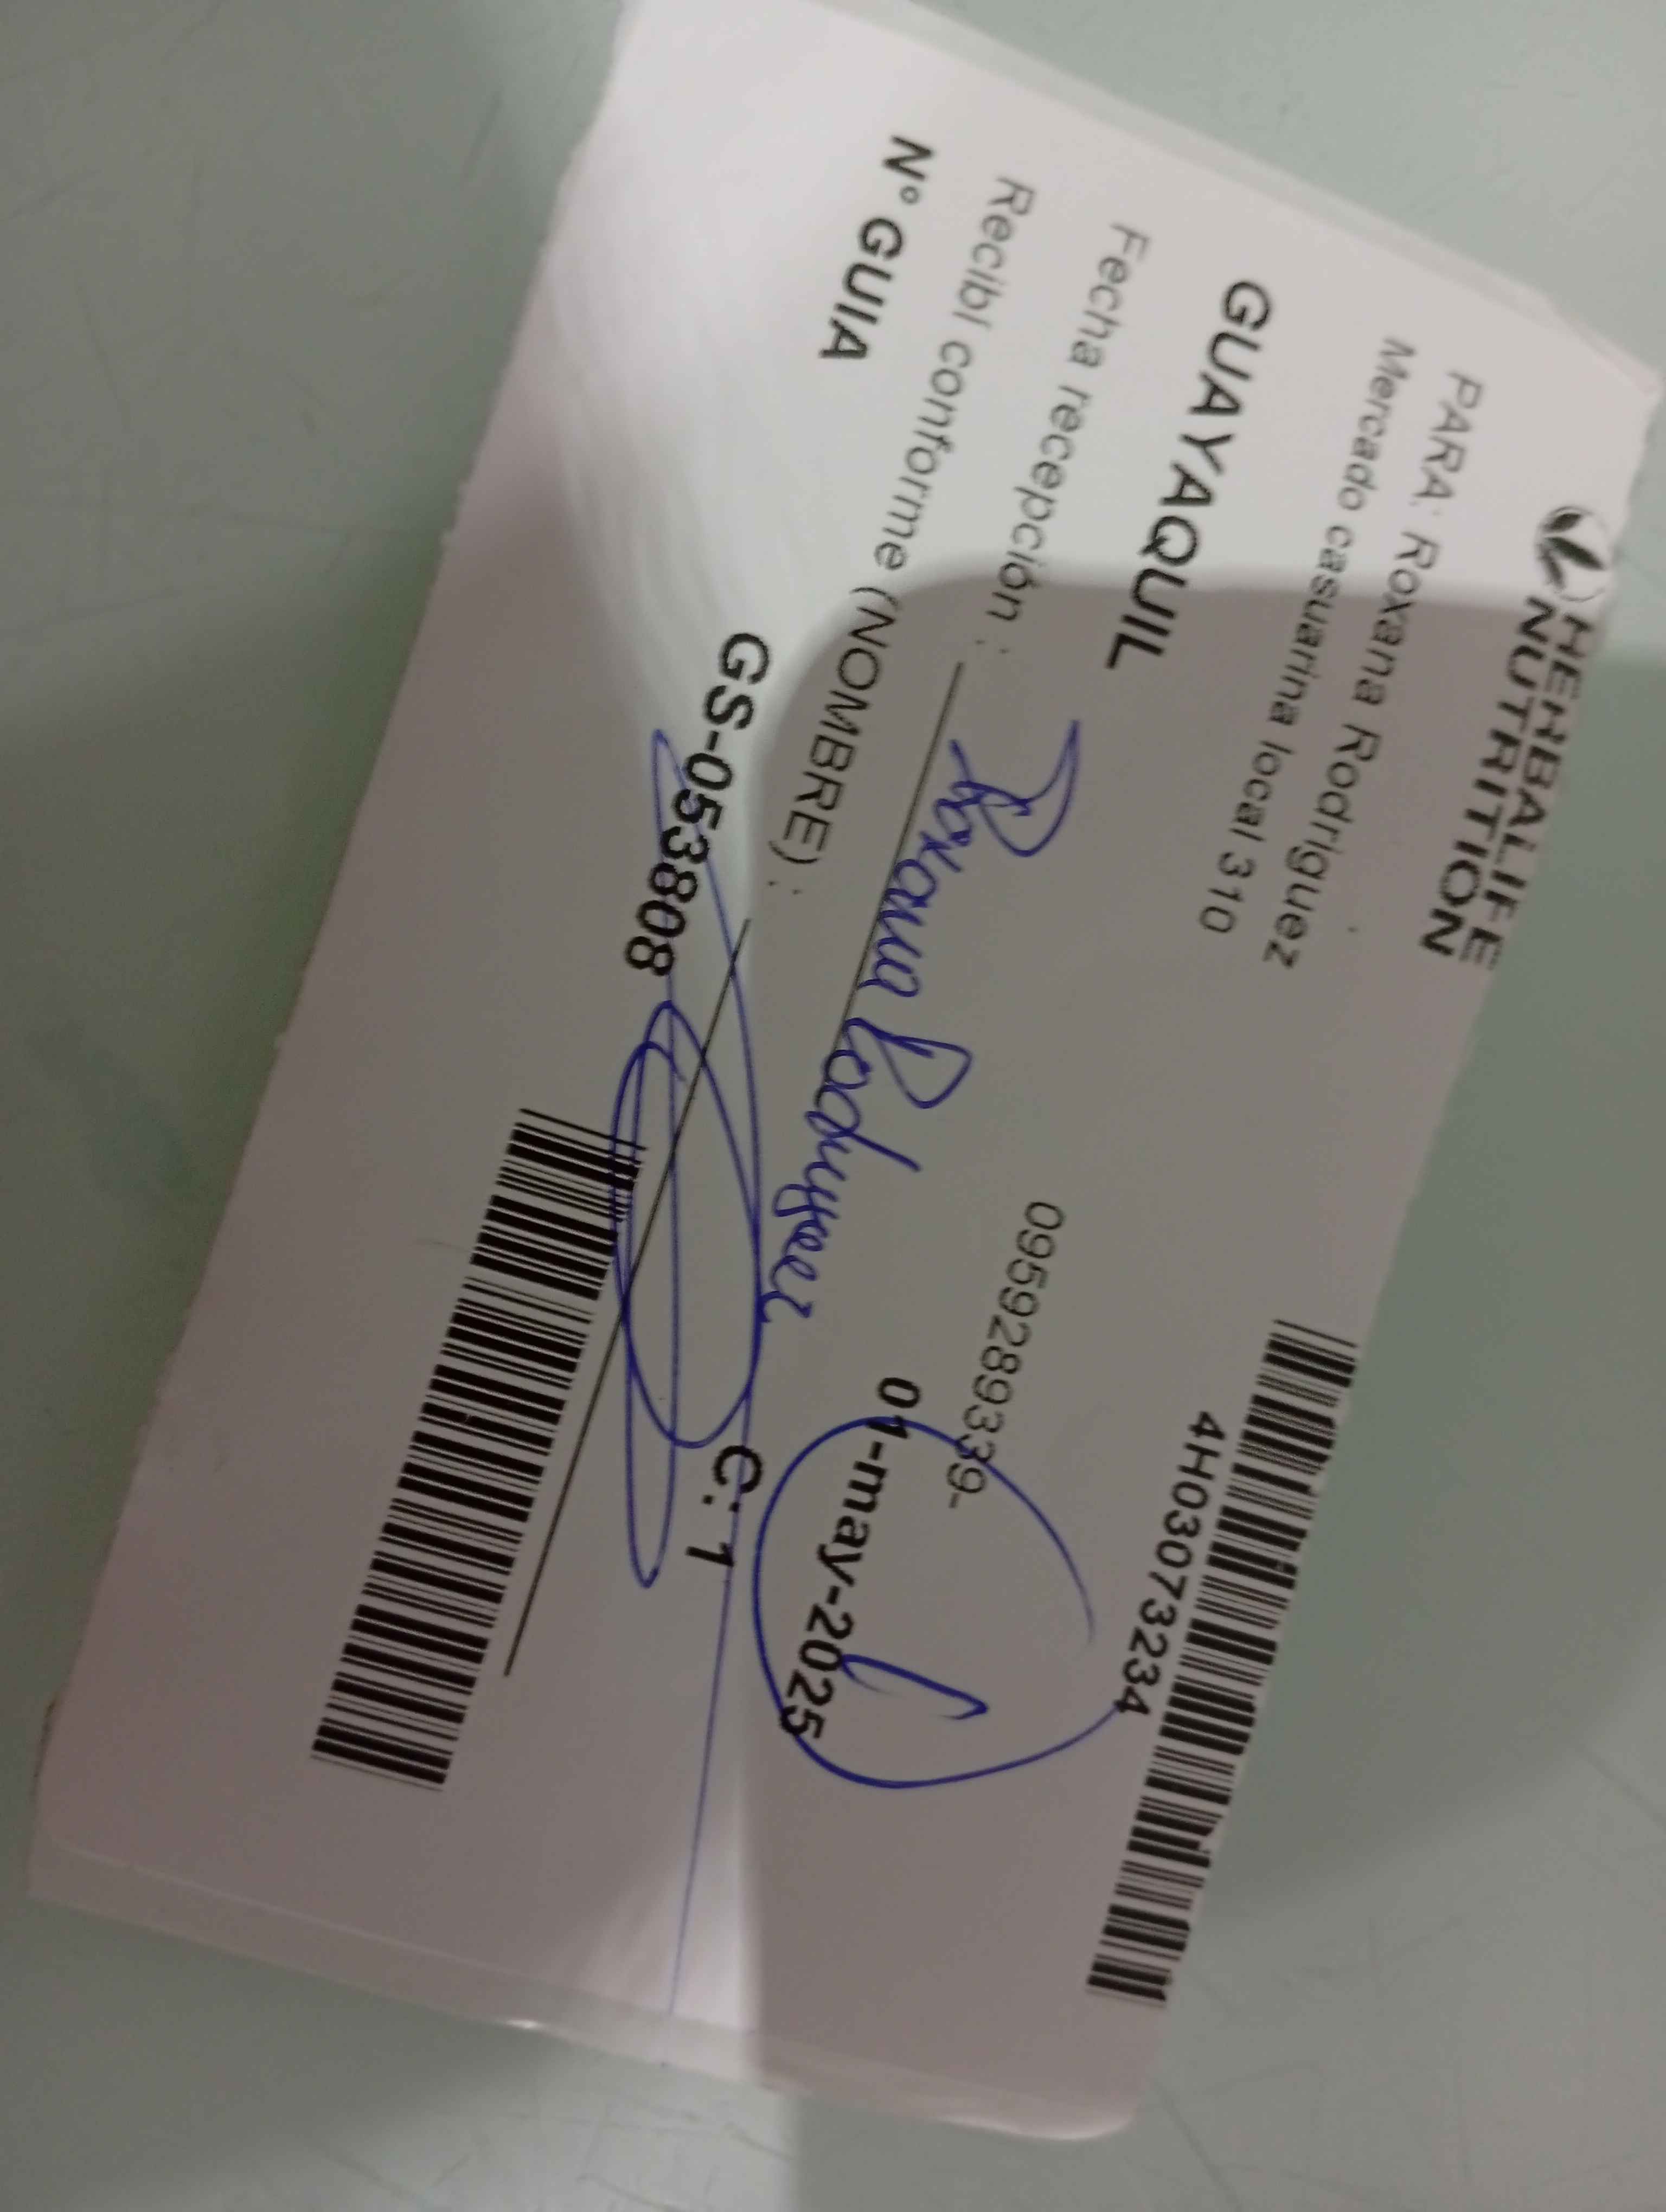 HERBALIFE
NUTRITION
4H03073234
PARA: Roxana Rodriguez
Mercado casuarina local 310
0959289339-
GUAYAQUIL
01-may-2025
Fecha recepción :
Roxana Rodriguez
Recibí conforme (NOMBRE) :
C: 1
Nº GUIA
GS-053808